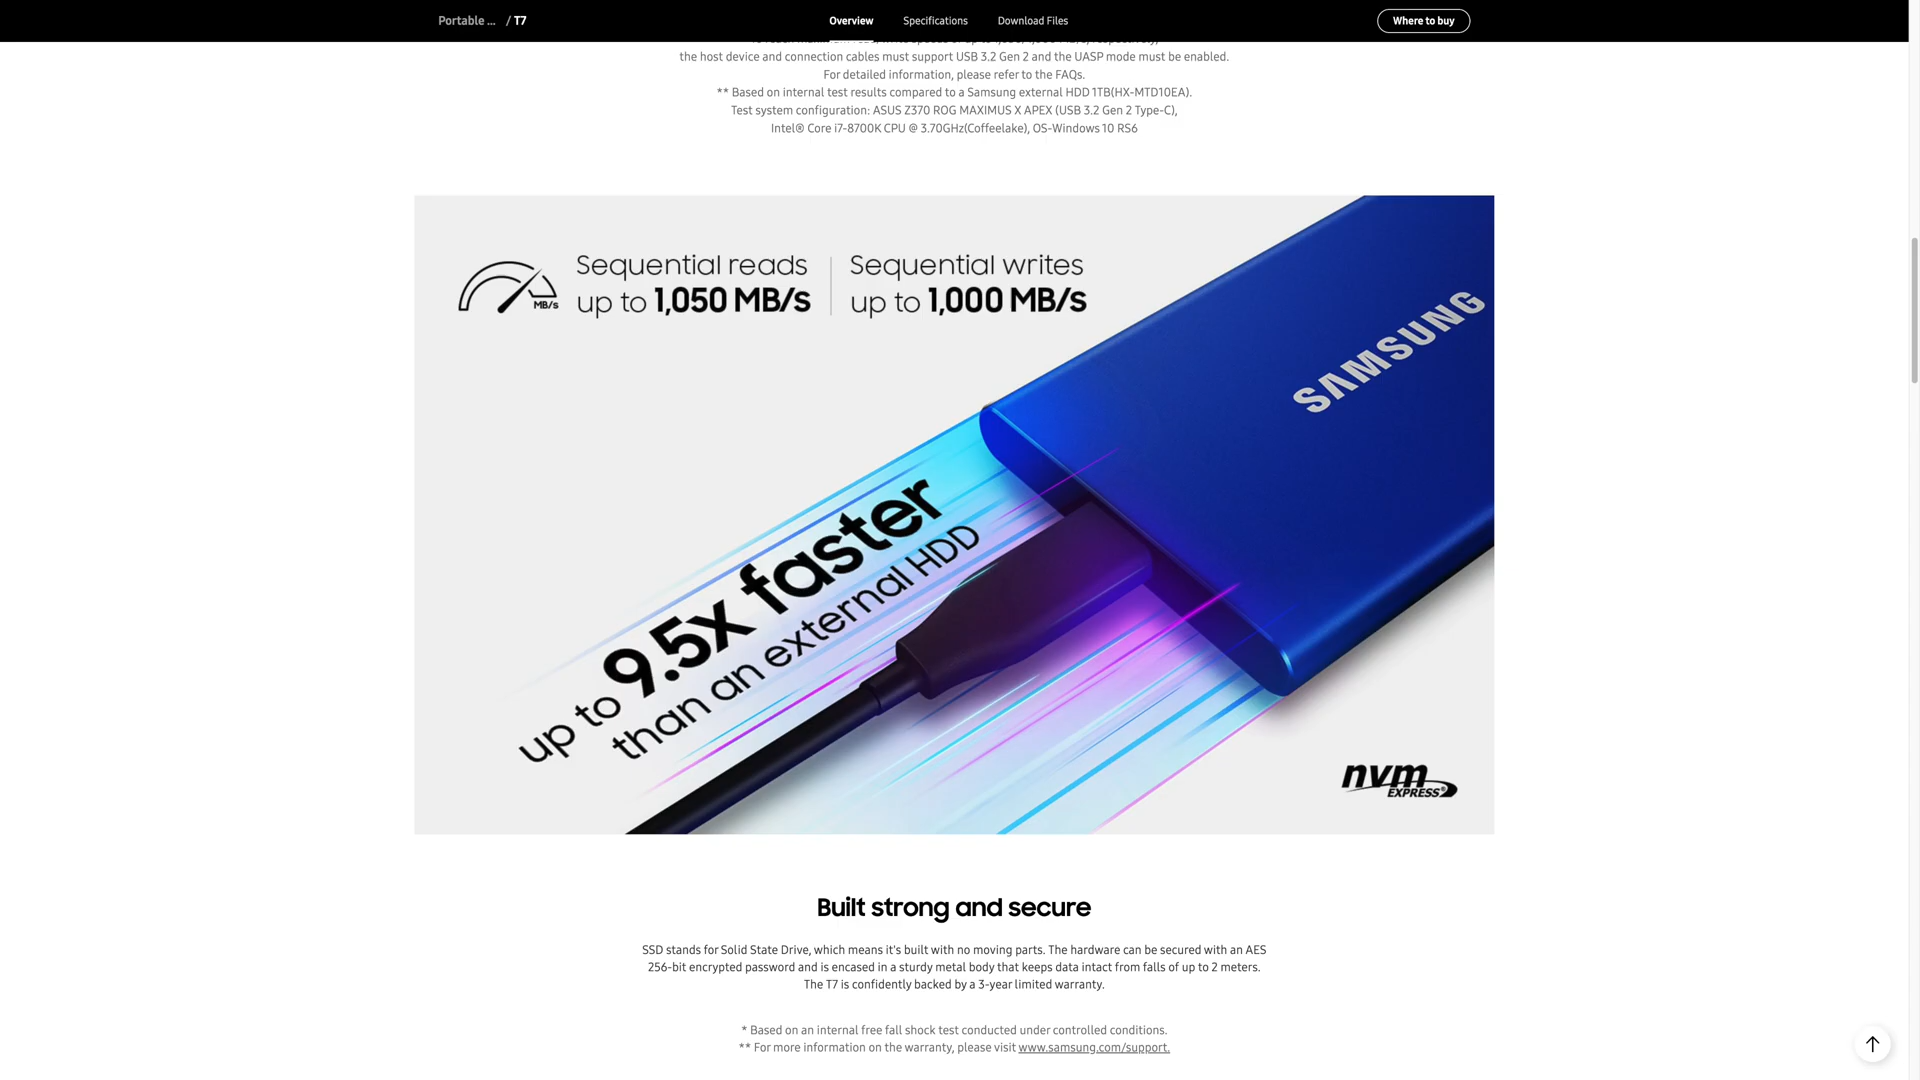 Portable ... / T7
Overview
Specifications
Download Files
Where to buy
the host device and connection cables must support USB 3.2 Gen 2 and the UASP mode must be enabled.
For detailed information, please refer to the FAQs.
** Based on internal test results compared to a Samsung external HDD 1TB(HX-MTD10EA).
Test system configuration: ASUS Z370 ROG MAXIMUS X APEX (USB 3.2 Gen 2 Type-C),
Intel® Core i7-8700K CPU @ 3.70GHz(Coffeelake), OS-Windows 10 RS6
MB/s
Sequential reads
up to 1,050 MB/s
Sequential writes
up to 1,000 MB/s
SAMSUNG
up to 9.5x faster
than an external HDD
nvm
EXPRESS®
Built strong and secure
SSD stands for Solid State Drive, which means it's built with no moving parts. The hardware can be secured with an AES
256-bit encrypted password and is encased in a sturdy metal body that keeps data intact from falls of up to 2 meters.
The T7 is confidently backed by a 3-year limited warranty.
* Based on an internal free fall shock test conducted under controlled conditions.
** For more information on the warranty, please visit www.samsung.com/support.